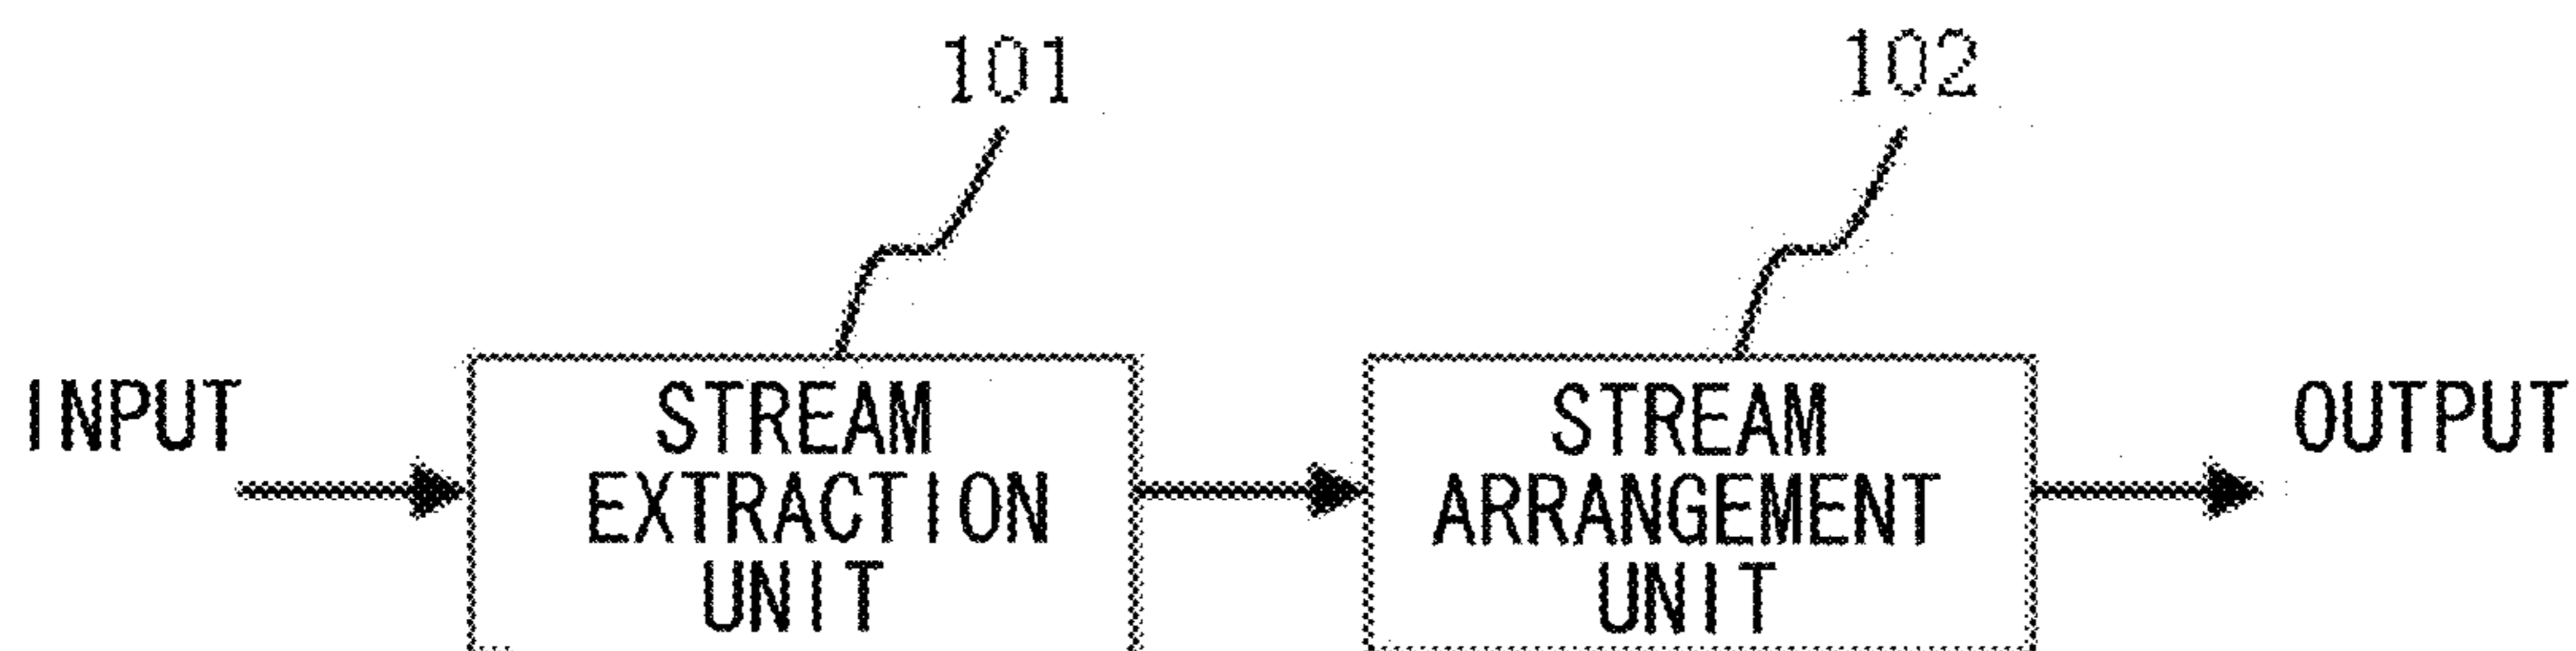 101
102
INPUT
STREAM
EXTRACTION
UNIT
STREAM
ARRANGEMENT
UNIT
OUTPUT